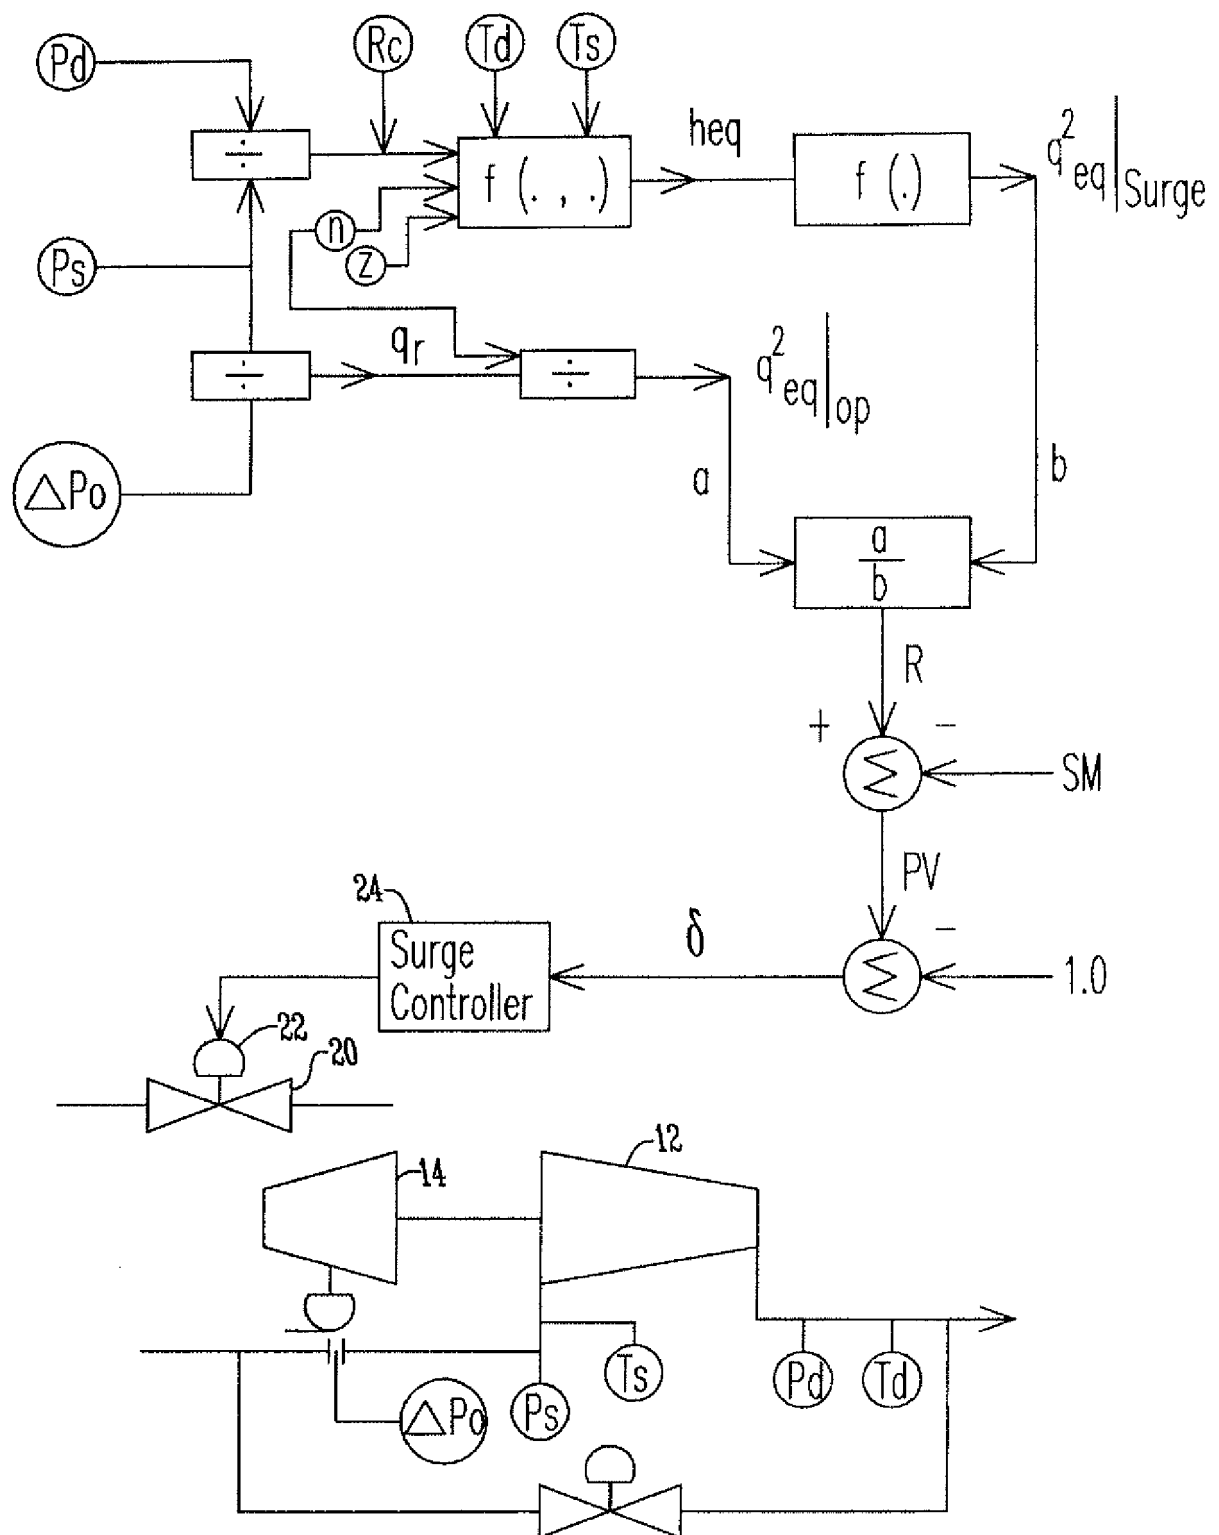 Pd
Rc
Td
Ts
÷
f (. , .)
heq
f (.)
q²eq|Surge
n
z
Ps
÷
qr
÷
q²eq|op
ΔPo
a
b
a
b
R
+
−
Σ
SM
PV
−
Σ
1.0
δ
24
Surge
Controller
22
20
12
14
Ts
Pd
Td
ΔPo
Ps